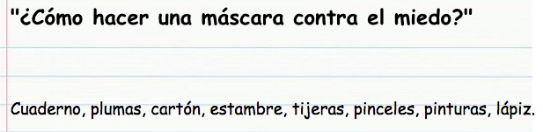 "¿Cómo hacer una máscara contra el miedo?"
Cuaderno, plumas, cartón, estambre, tijeras, pinceles, pinturas, lápiz.